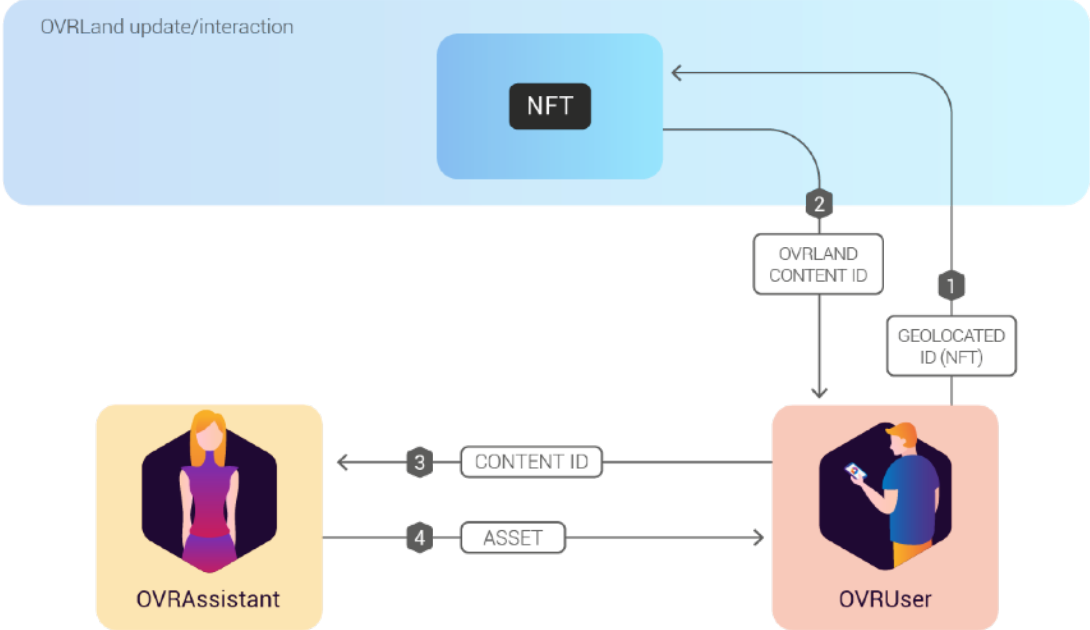 OVRLand update/interaction
NFT
2
OVRLAND
CONTENT ID
1
GEOLOCATED
ID (NFT)
3
CONTENT ID
4
ASSET
OVRAssistant
OVRUser